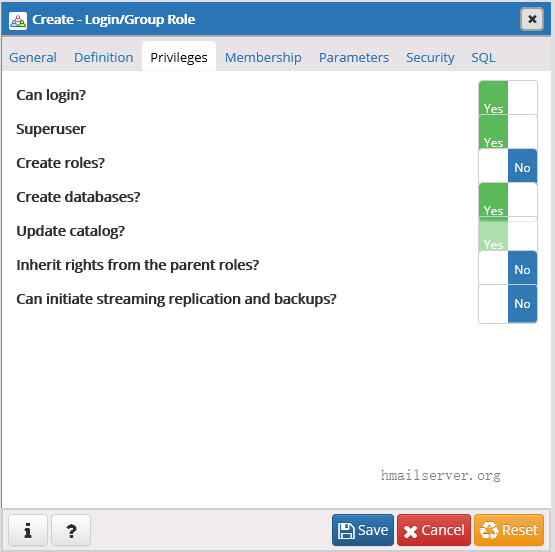 Create - Login/Group Role
General Definition Privileges Membership Parameters Security SQL
Can login? Yes
Superuser Yes
Create roles? No
Create databases? Yes
Update catalog? Yes
Inherit rights from the parent roles? No
Can initiate streaming replication and backups? No
hmailserver.org
i ? Save Cancel Reset